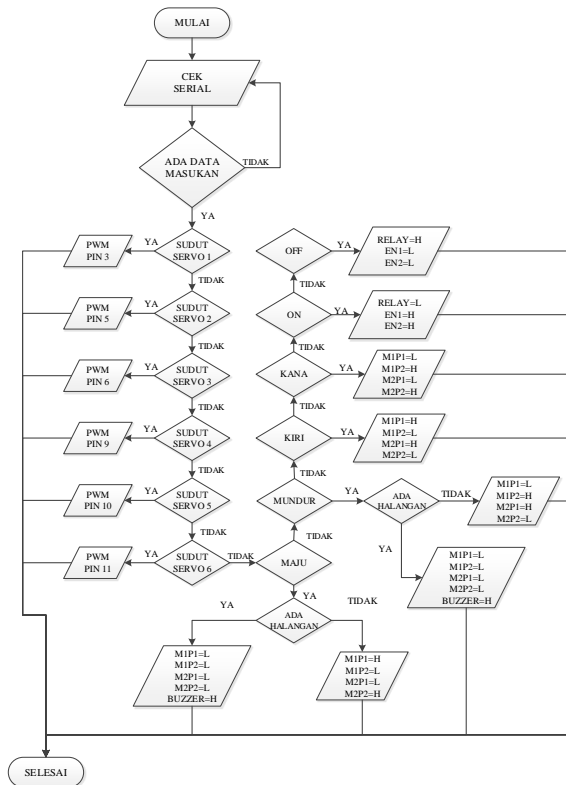 MULAI
CEK
SERIAL
ADA DATA
MASUKAN
TIDAK
YA
PWM
PIN 3
YA
SUDUT
SERVO 1
TIDAK
PWM
PIN 5
YA
SUDUT
SERVO 2
TIDAK
PWM
PIN 6
YA
SUDUT
SERVO 3
TIDAK
PWM
PIN 9
YA
SUDUT
SERVO 4
TIDAK
PWM
PIN 10
YA
SUDUT
SERVO 5
TIDAK
PWM
PIN 11
YA
SUDUT
SERVO 6
TIDAK
OFF
YA
RELAY=H
EN1=L
EN2=L
TIDAK
ON
YA
RELAY=L
EN1=H
EN2=H
TIDAK
KANA
YA
M1P1=L
M1P2=H
M2P1=L
M2P2=H
TIDAK
KIRI
YA
M1P1=H
M1P2=L
M2P1=H
M2P2=L
TIDAK
MUNDUR
YA
ADA
HALANGAN
TIDAK
M1P1=L
M1P2=H
M2P1=H
M2P2=L
YA
M1P1=L
M1P2=L
M2P1=L
M2P2=L
BUZZER=H
TIDAK
MAJU
YA
ADA
HALANGAN
YA
TIDAK
M1P1=L
M1P2=L
M2P1=L
M2P2=L
BUZZER=H
M1P1=H
M1P2=L
M2P1=L
M2P2=H
SELESAI